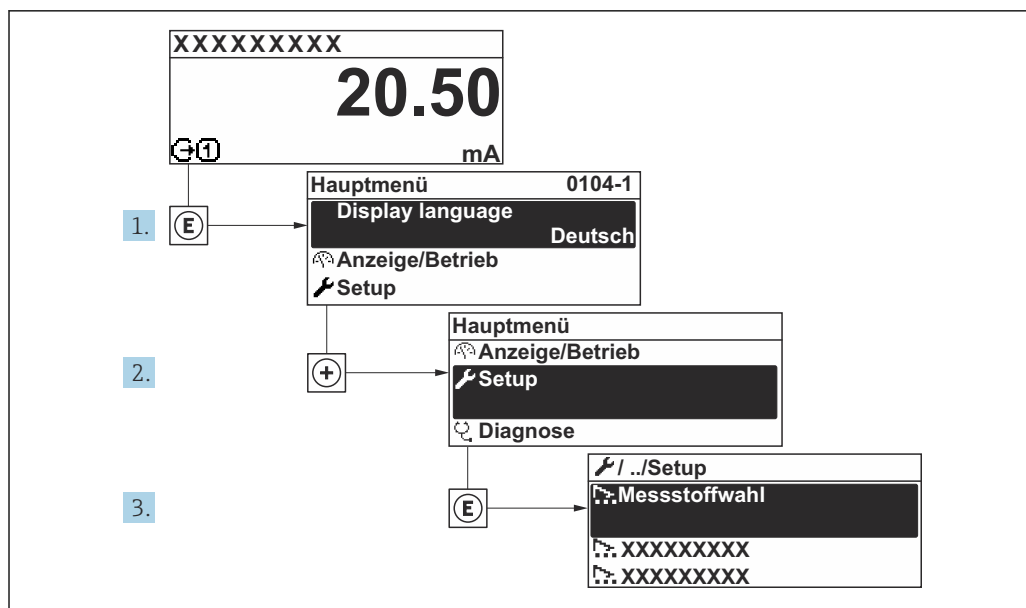 XXXXXXXXX
20.50
1 mA
Hauptmenü 0104-1
1. E Display language
Deutsch
Anzeige/Betrieb
Setup
Hauptmenü
Anzeige/Betrieb
2. + Setup
Diagnose
/ ../Setup
Messstoffwahl
3. E
XXXXXXXXX
XXXXXXXXX